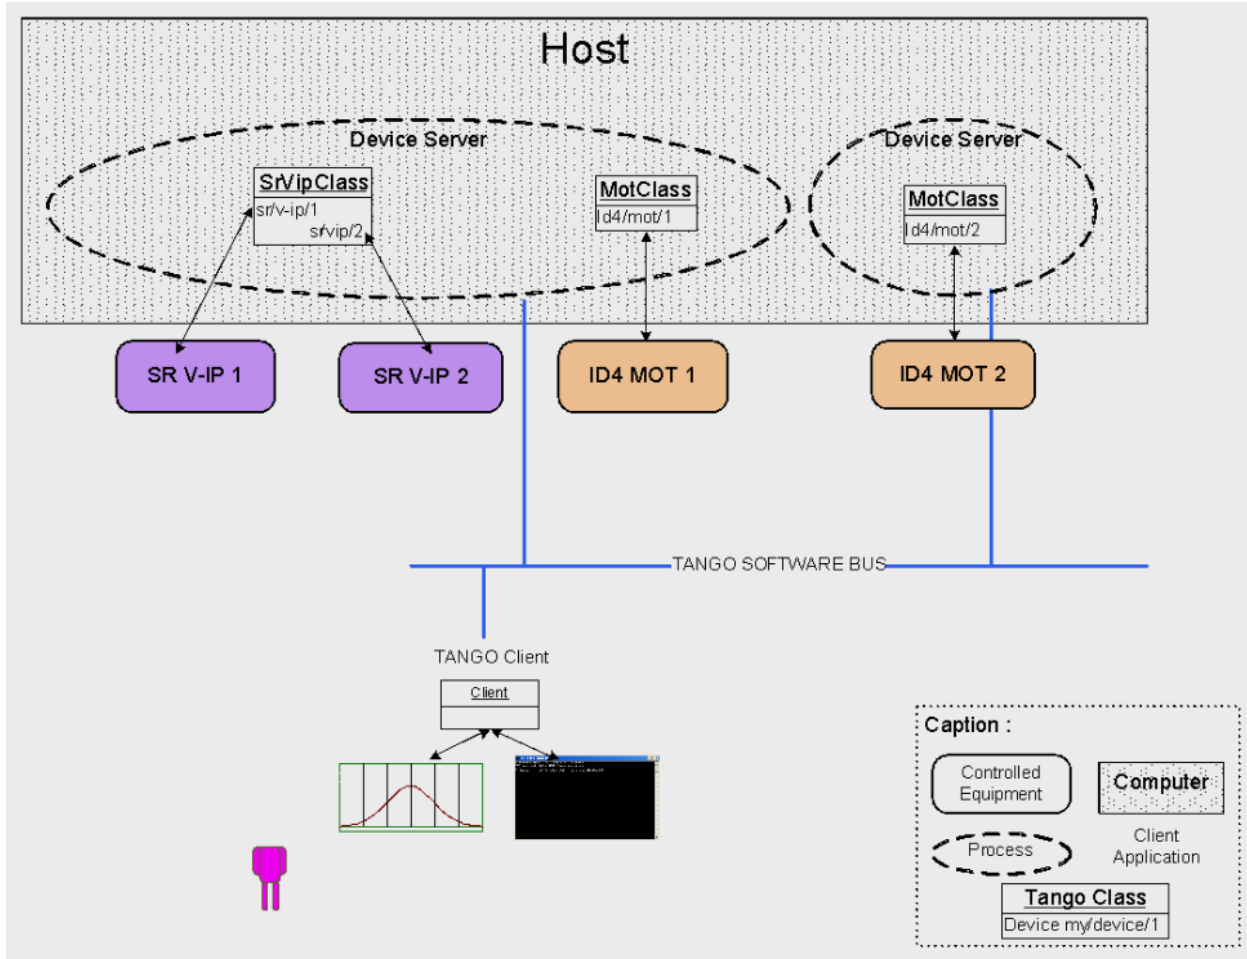 Host
Device Server
Device Server
SrVipClass
sr/v-ip/1
sr/vip/2
MotClass
Id4/mot/1
MotClass
Id4/mot/2
SR V-IP 1
SR V-IP 2
ID4 MOT 1
ID4 MOT 2
TANGO SOFTWARE BUS
TANGO Client
Client
Caption :
Controlled
Equipment
Computer
Process
Client
Application
Tango Class
Device my/device/1